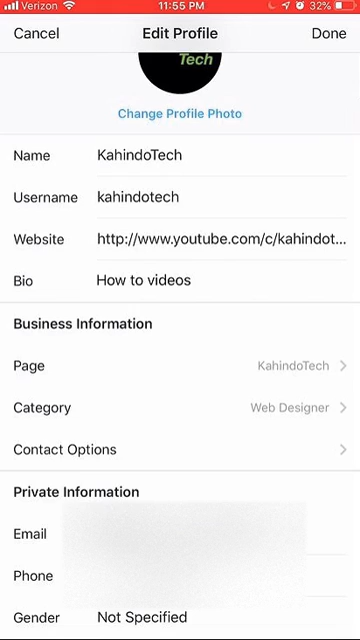 Verizon 11:55 PM 32%
Cancel Edit Profile Done
Tech
Change Profile Photo
Name KahindoTech
Username kahindotech
Website http://www.youtube.com/c/kahindot...
Bio How to videos
Business Information
Page KahindoTech
Category Web Designer
Contact Options
Private Information
Email
Phone
Gender Not Specified